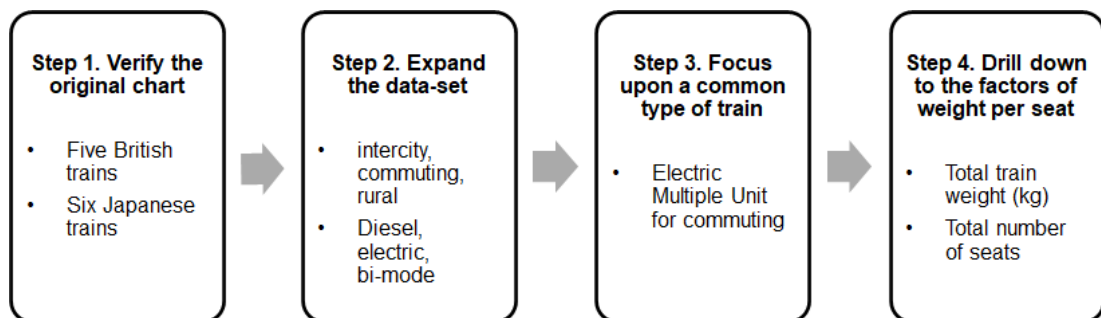 Step 1. Verify the
original chart
• Five British
trains
• Six Japanese
trains
Step 2. Expand
the data-set
• intercity,
commuting,
rural
• Diesel,
electric,
bi-mode
Step 3. Focus
upon a common
type of train
• Electric
Multiple Unit
for commuting
Step 4. Drill down
to the factors of
weight per seat
• Total train
weight (kg)
• Total number
of seats